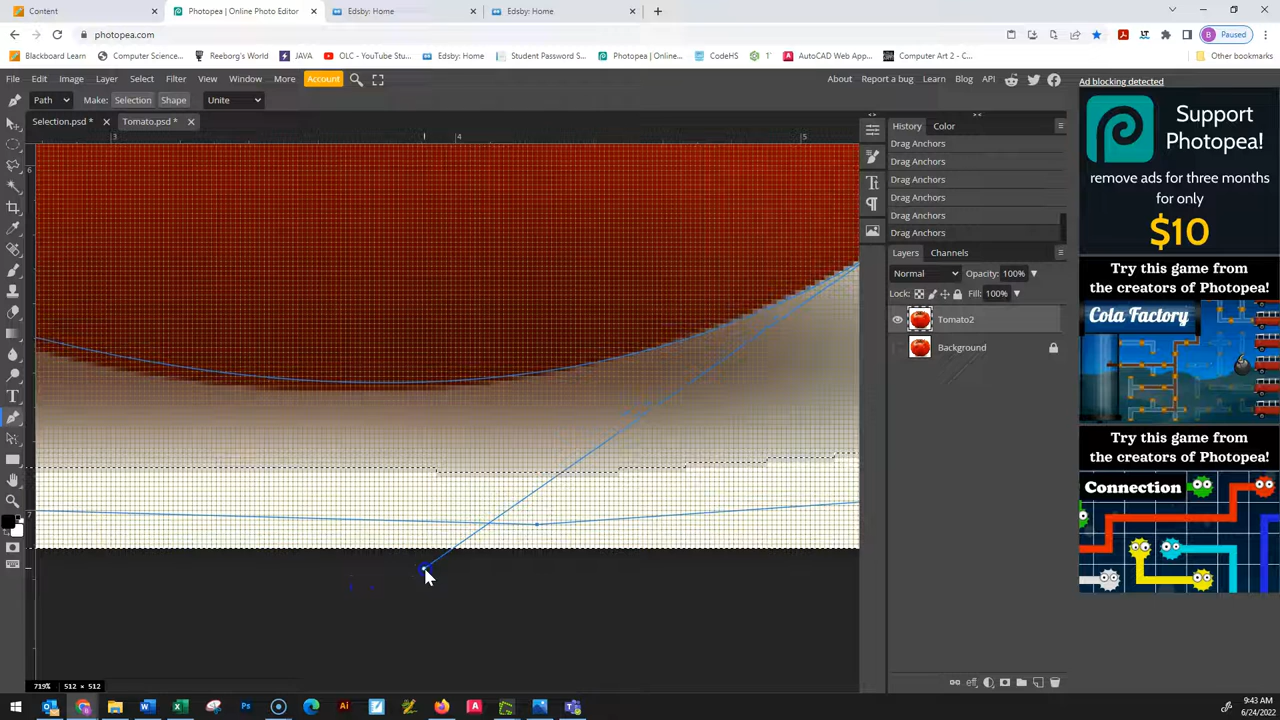 Content
Photopea | Online Photo Editor
Edsby: Home
Edsby: Home
photopea.com
B Paused
Blackboard Learn
Computer Science...
Reeborg's World
JAVA
OLC - YouTube Stu...
Edsby: Home
Student Password S...
Photopea | Online...
CodeHS
AutoCAD Web App...
Computer Art 2 - C...
Other bookmarks
File Edit Image Layer Select Filter View Window More Account
About Report a bug Learn Blog API
Ad blocking detected
Path Make: Selection Shape Unite
Selection.psd *
Tomato.psd *
3 4 5
6
7
History Color
Drag Anchors
Drag Anchors
Drag Anchors
Drag Anchors
Drag Anchors
Drag Anchors
Layers Channels
Normal Opacity: 100%
Lock: Fill: 100%
Tomato2
Background
Support
Photopea!
remove ads for three months
for only
$10
Try this game from
the creators of Photopea!
Cola Factory
Try this game from
the creators of Photopea!
Connection
719% 512 × 512
9:43 AM
6/24/2022